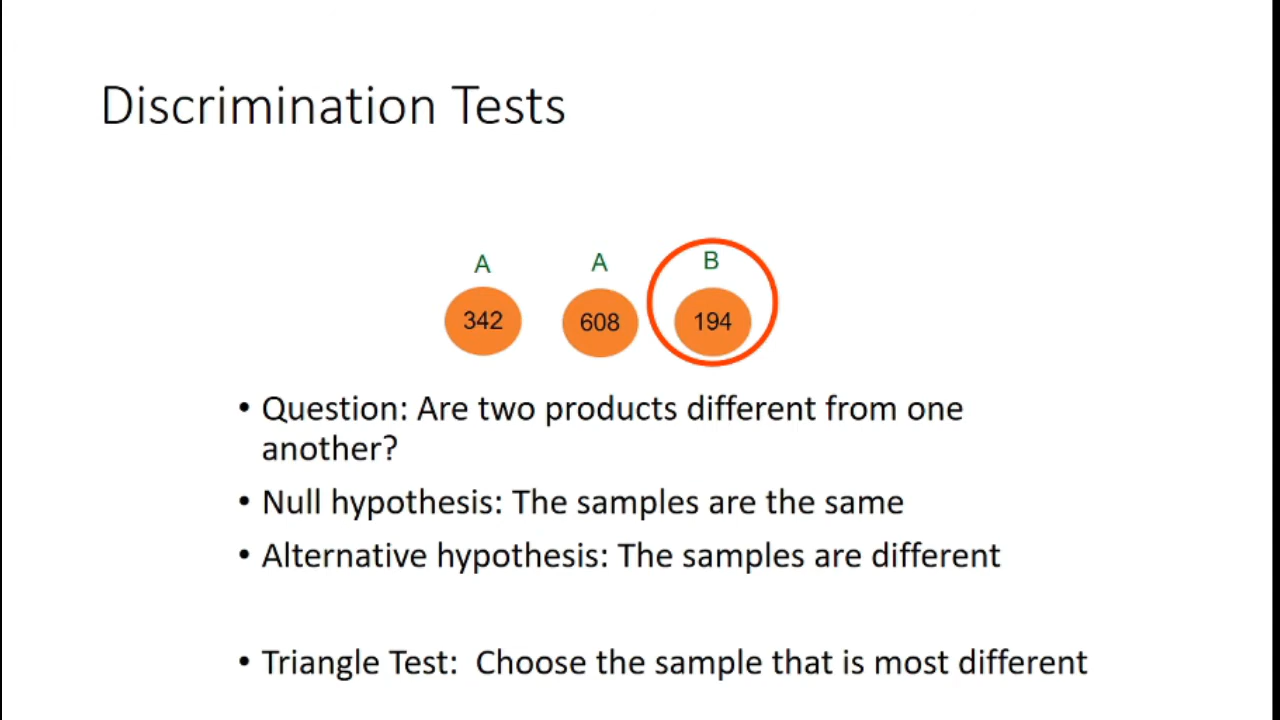 Discrimination Tests
A A B
342 608 194
• Question: Are two products different from one
another?
• Null hypothesis: The samples are the same
• Alternative hypothesis: The samples are different
• Triangle Test: Choose the sample that is most different